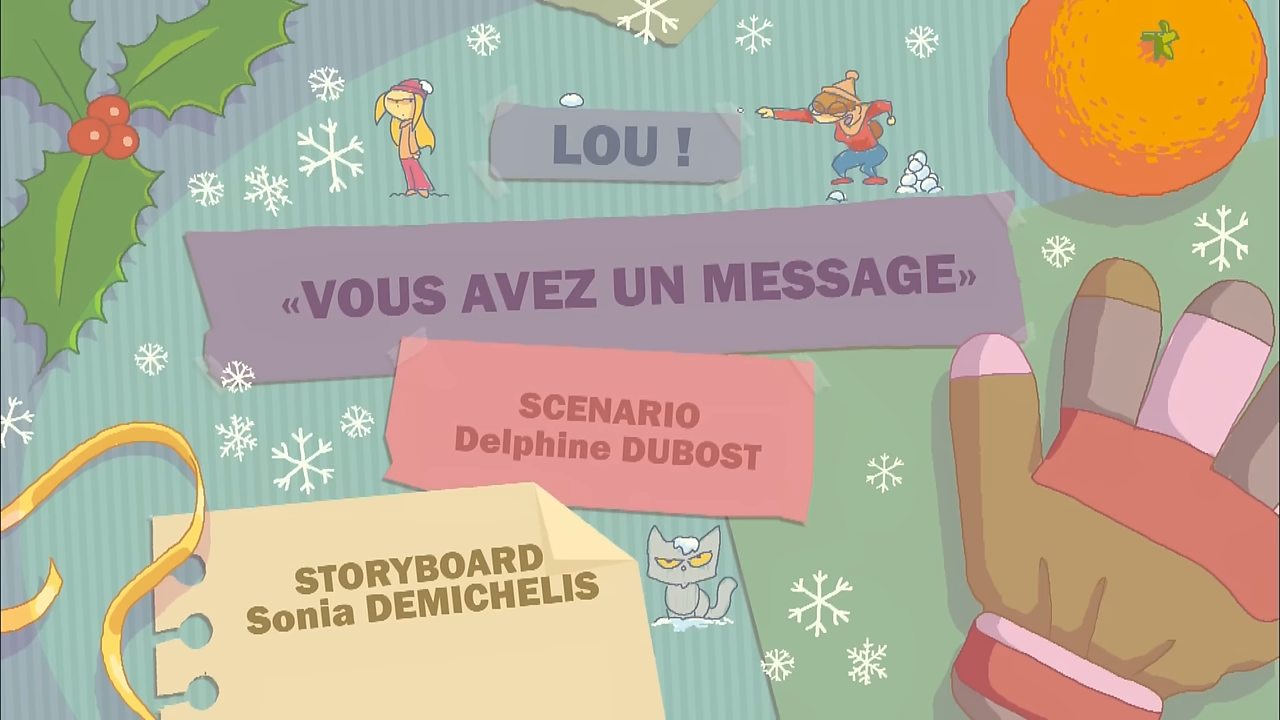 LOU !
«VOUS AVEZ UN MESSAGE»
SCENARIO
Delphine DUBOST
STORYBOARD
Sonia DEMICHELIS